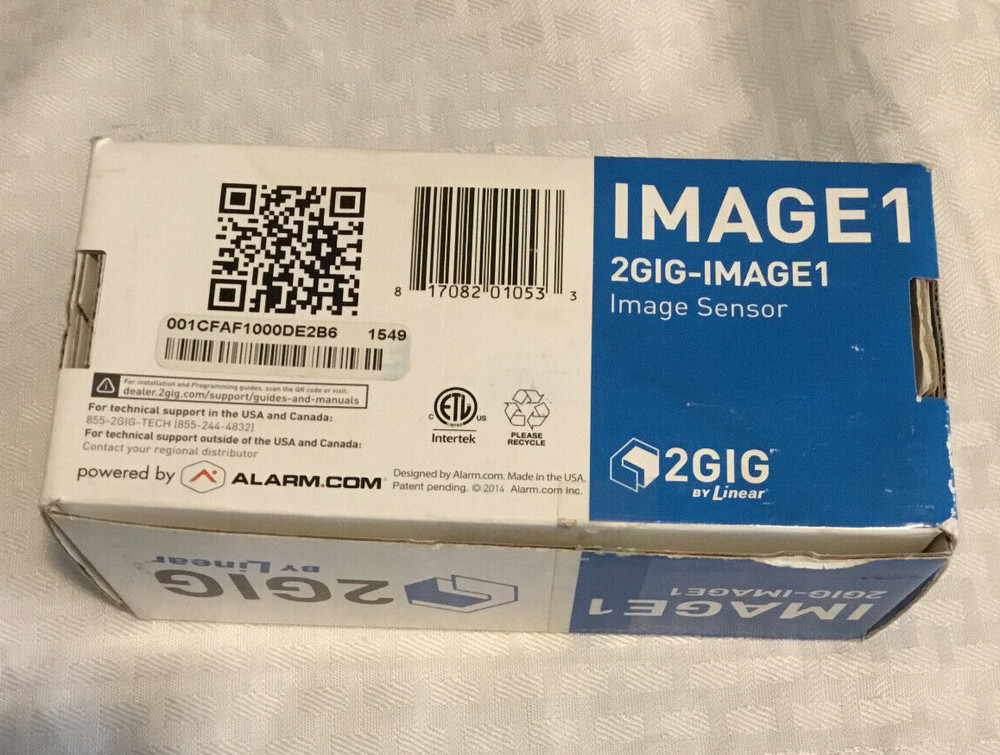 IMAGE1
2GIG-IMAGE1
Image Sensor
8 17082 01053 3
001CFAF1000DE2B6 1549
For installation and Programming guides, scan the QR code or visit:
dealer.2gig.com/support/guides-and-manuals
For technical support in the USA and Canada:
855-2GIG-TECH (855-244-4832)
For technical support outside of the USA and Canada:
Contact your regional distributor
powered by ALARM.COM
Designed by Alarm.com. Made in the USA.
Patent pending. © 2014 Alarm.com Inc.
C ETL US
LISTED
Intertek
PLEASE
RECYCLE
2GIG
BY Linear
2GIG
BY Linear
IMAGE1
2GIG-IMAGE1